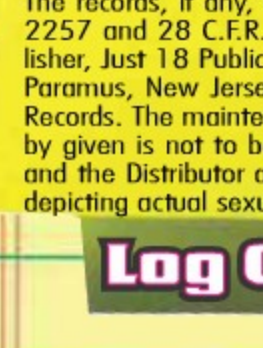 The records, if any,
2257 and 28 C.F.R.
lisher, Just 18 Public
Paramus, New Jerse
Records. The mainte
by given is not to b
and the Distributor a
depicting actual sexu
Log